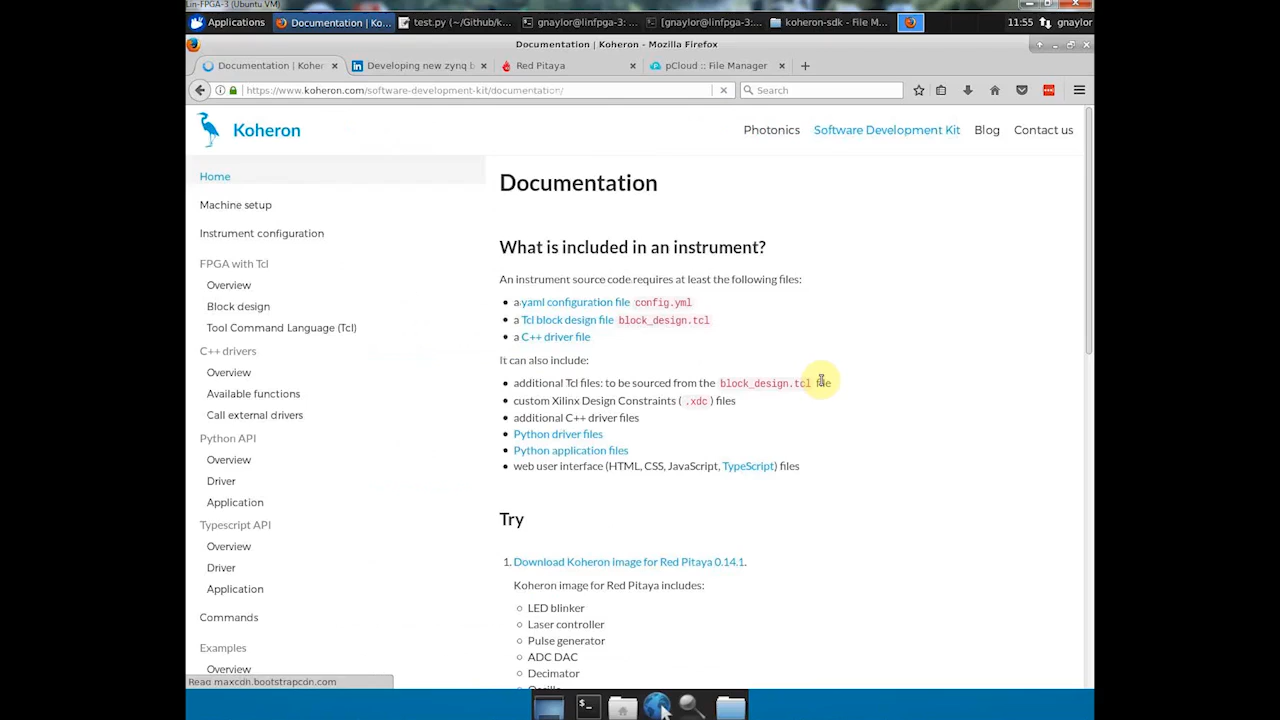 Lin-FPGA-3 (Ubuntu VM)
Applications
Documentation | Ko...
test.py (~/Github/k...
gnaylor@linfpga-3: ...
[gnaylor@linfpga-3: ...
koheron-sdk - File M...
11:55
gnaylor
Documentation | Koheron - Mozilla Firefox
Documentation | Koher
Developing new zynq b
Red Pitaya
pCloud :: File Manager
https://www.koheron.com/software-development-kit/documentation/
Search
Koheron
Photonics
Software Development Kit
Blog
Contact us
Home
Machine setup
Instrument configuration
FPGA with Tcl
Overview
Block design
Tool Command Language (Tcl)
C++ drivers
Overview
Available functions
Call external drivers
Python API
Overview
Driver
Application
Typescript API
Overview
Driver
Application
Commands
Examples
Overview
Documentation
What is included in an instrument?
An instrument source code requires at least the following files:
a yaml configuration file config.yml
a Tcl block design file block_design.tcl
a C++ driver file
It can also include:
additional Tcl files: to be sourced from the block_design.tcl file
custom Xilinx Design Constraints ( .xdc ) files
additional C++ driver files
Python driver files
Python application files
web user interface (HTML, CSS, JavaScript, TypeScript) files
Try
1. Download Koheron image for Red Pitaya 0.14.1.
Koheron image for Red Pitaya includes:
LED blinker
Laser controller
Pulse generator
ADC DAC
Decimator
Read maxcdn.bootstrapcdn.com